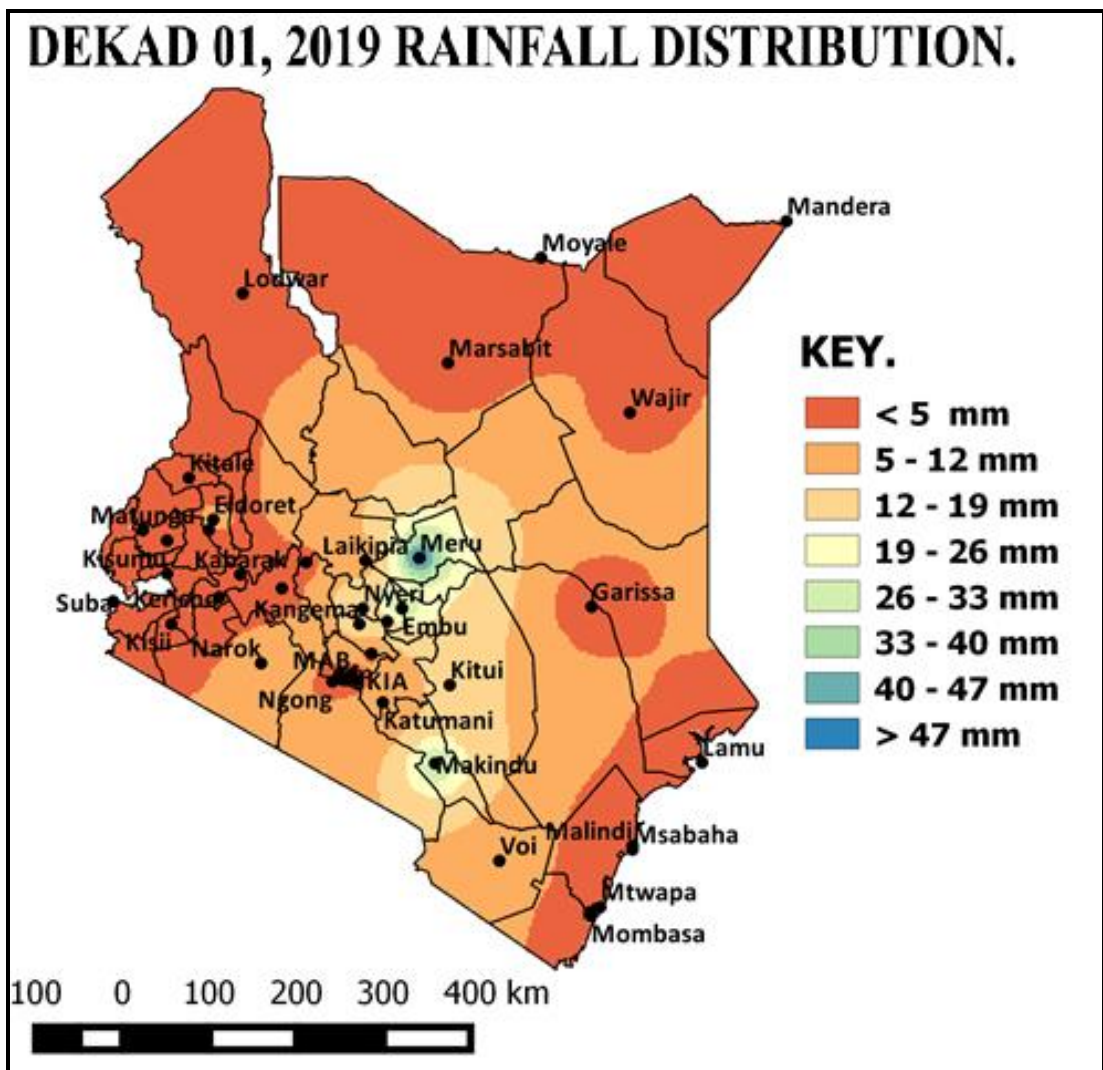 DEKAD 01, 2019 RAINFALL DISTRIBUTION.
Mandera
Moyale
Lodwar
Marsabit
Wajir
KEY.
< 5 mm
5 - 12 mm
12 - 19 mm
19 - 26 mm
26 - 33 mm
33 - 40 mm
40 - 47 mm
> 47 mm
Kitale
Eldoret
Matungu
Kisumu
Kabarak
Laikipia
Meru
Suba
Kericho
Kangema
Nyeri
Garissa
Embu
Kisii
Narok
MAB
Kitui
Ngong
JKIA
Katumani
Makindu
Lamu
Voi
Malindi
Msabaha
Mtwapa
Mombasa
100 0 100 200 300 400 km